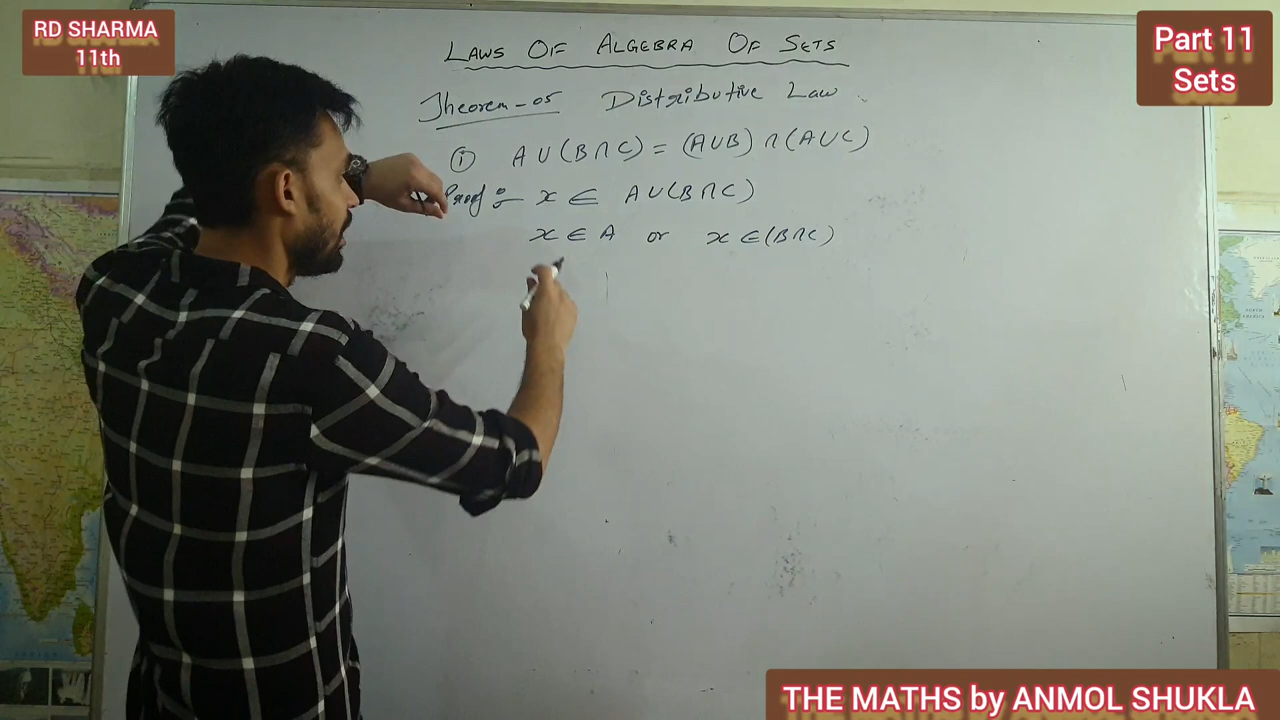 RD SHARMA
11th
Part 11
Sets
LAWS OF ALGEBRA OF SETS
Theorem-05 Distributive Law
① A ∪ (B ∩ C) = (A ∪ B) ∩ (A ∪ C)
Proof :- x ∈ A ∪ (B ∩ C)
x ∈ A or x ∈ (B ∩ C)
THE MATHS by ANMOL SHUKLA